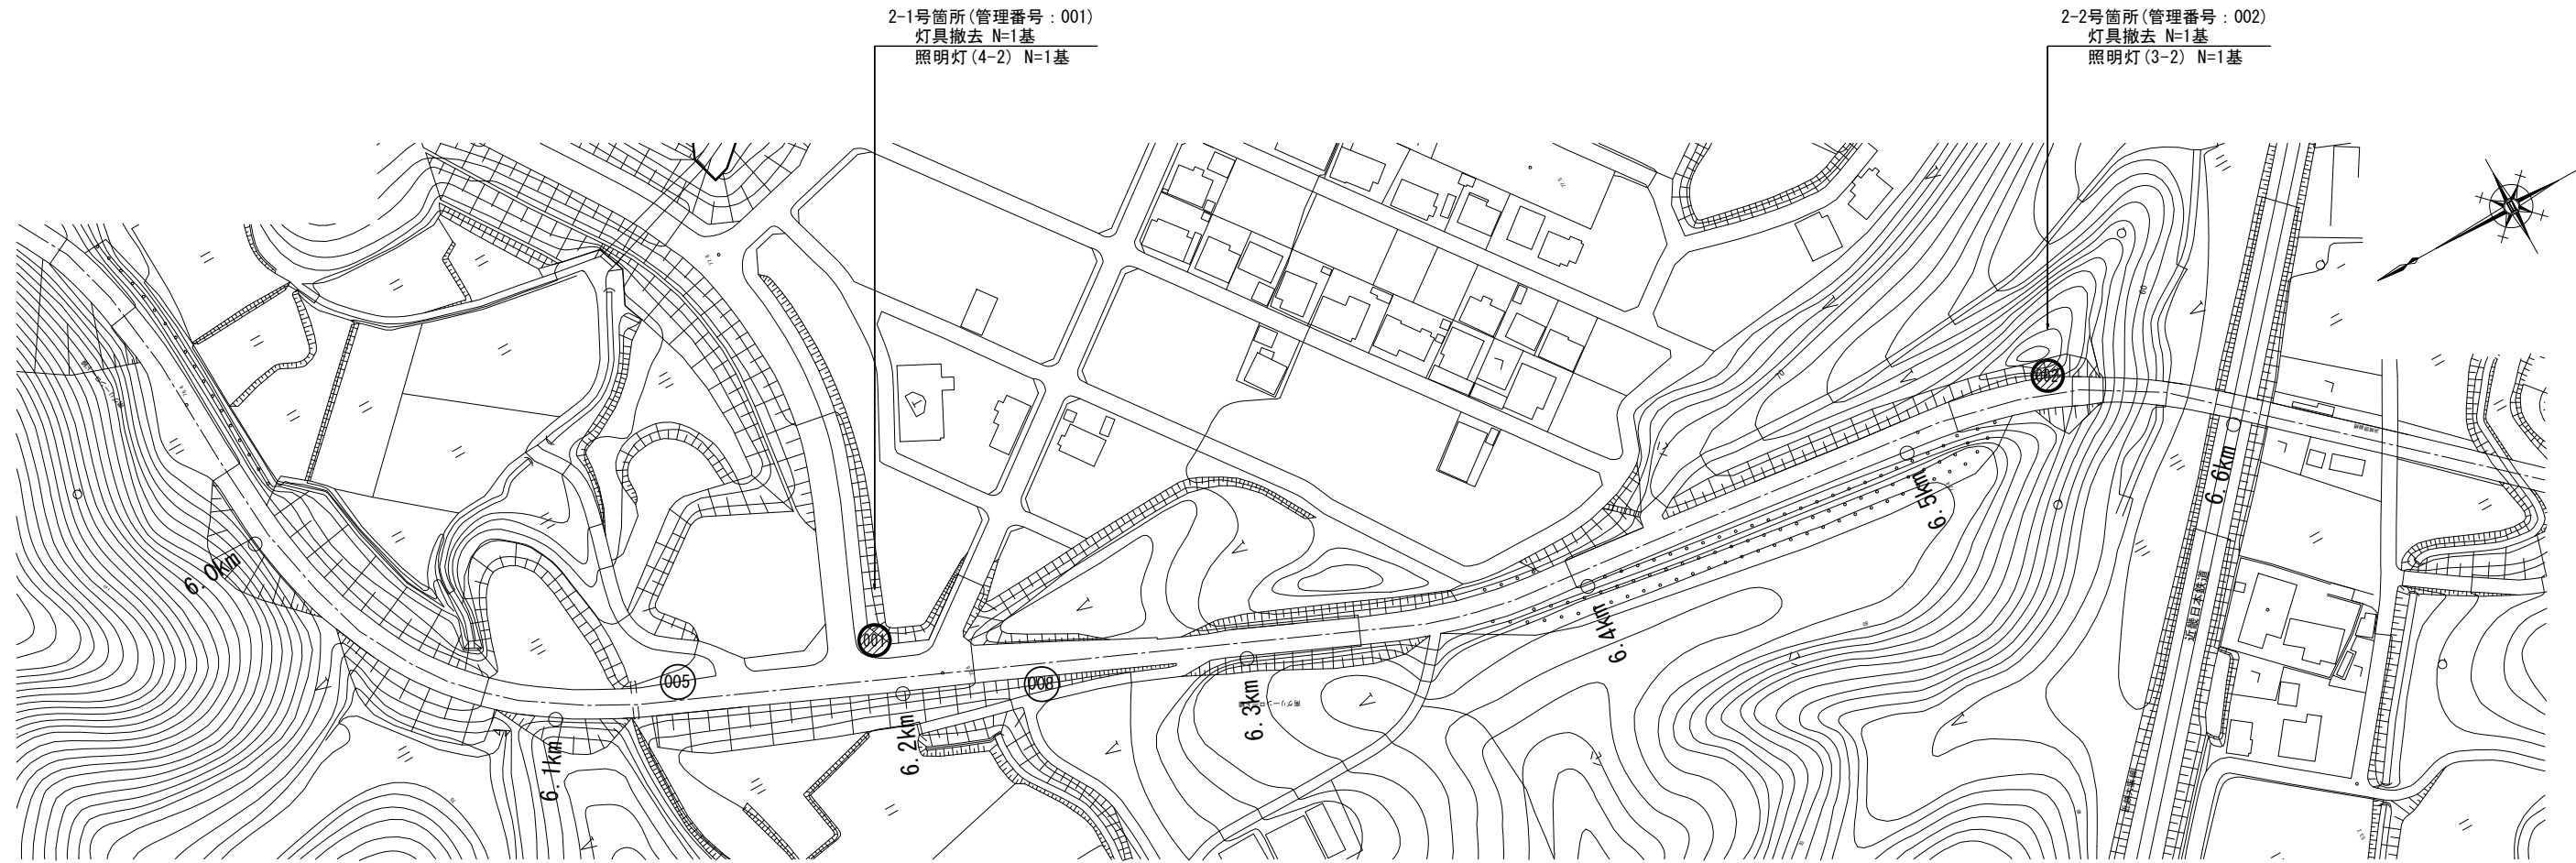 2-1号箇所(管理番号：001)
灯具撤去 N=1基
照明灯(4-2) N=1基
2-2号箇所(管理番号：002)
灯具撤去 N=1基
照明灯(3-2) N=1基
002
6.5km
6.6km
近畿日本鉄道
6.0km
6.4km
001
005
008
6.3km
6.2km
6.1km
70
60